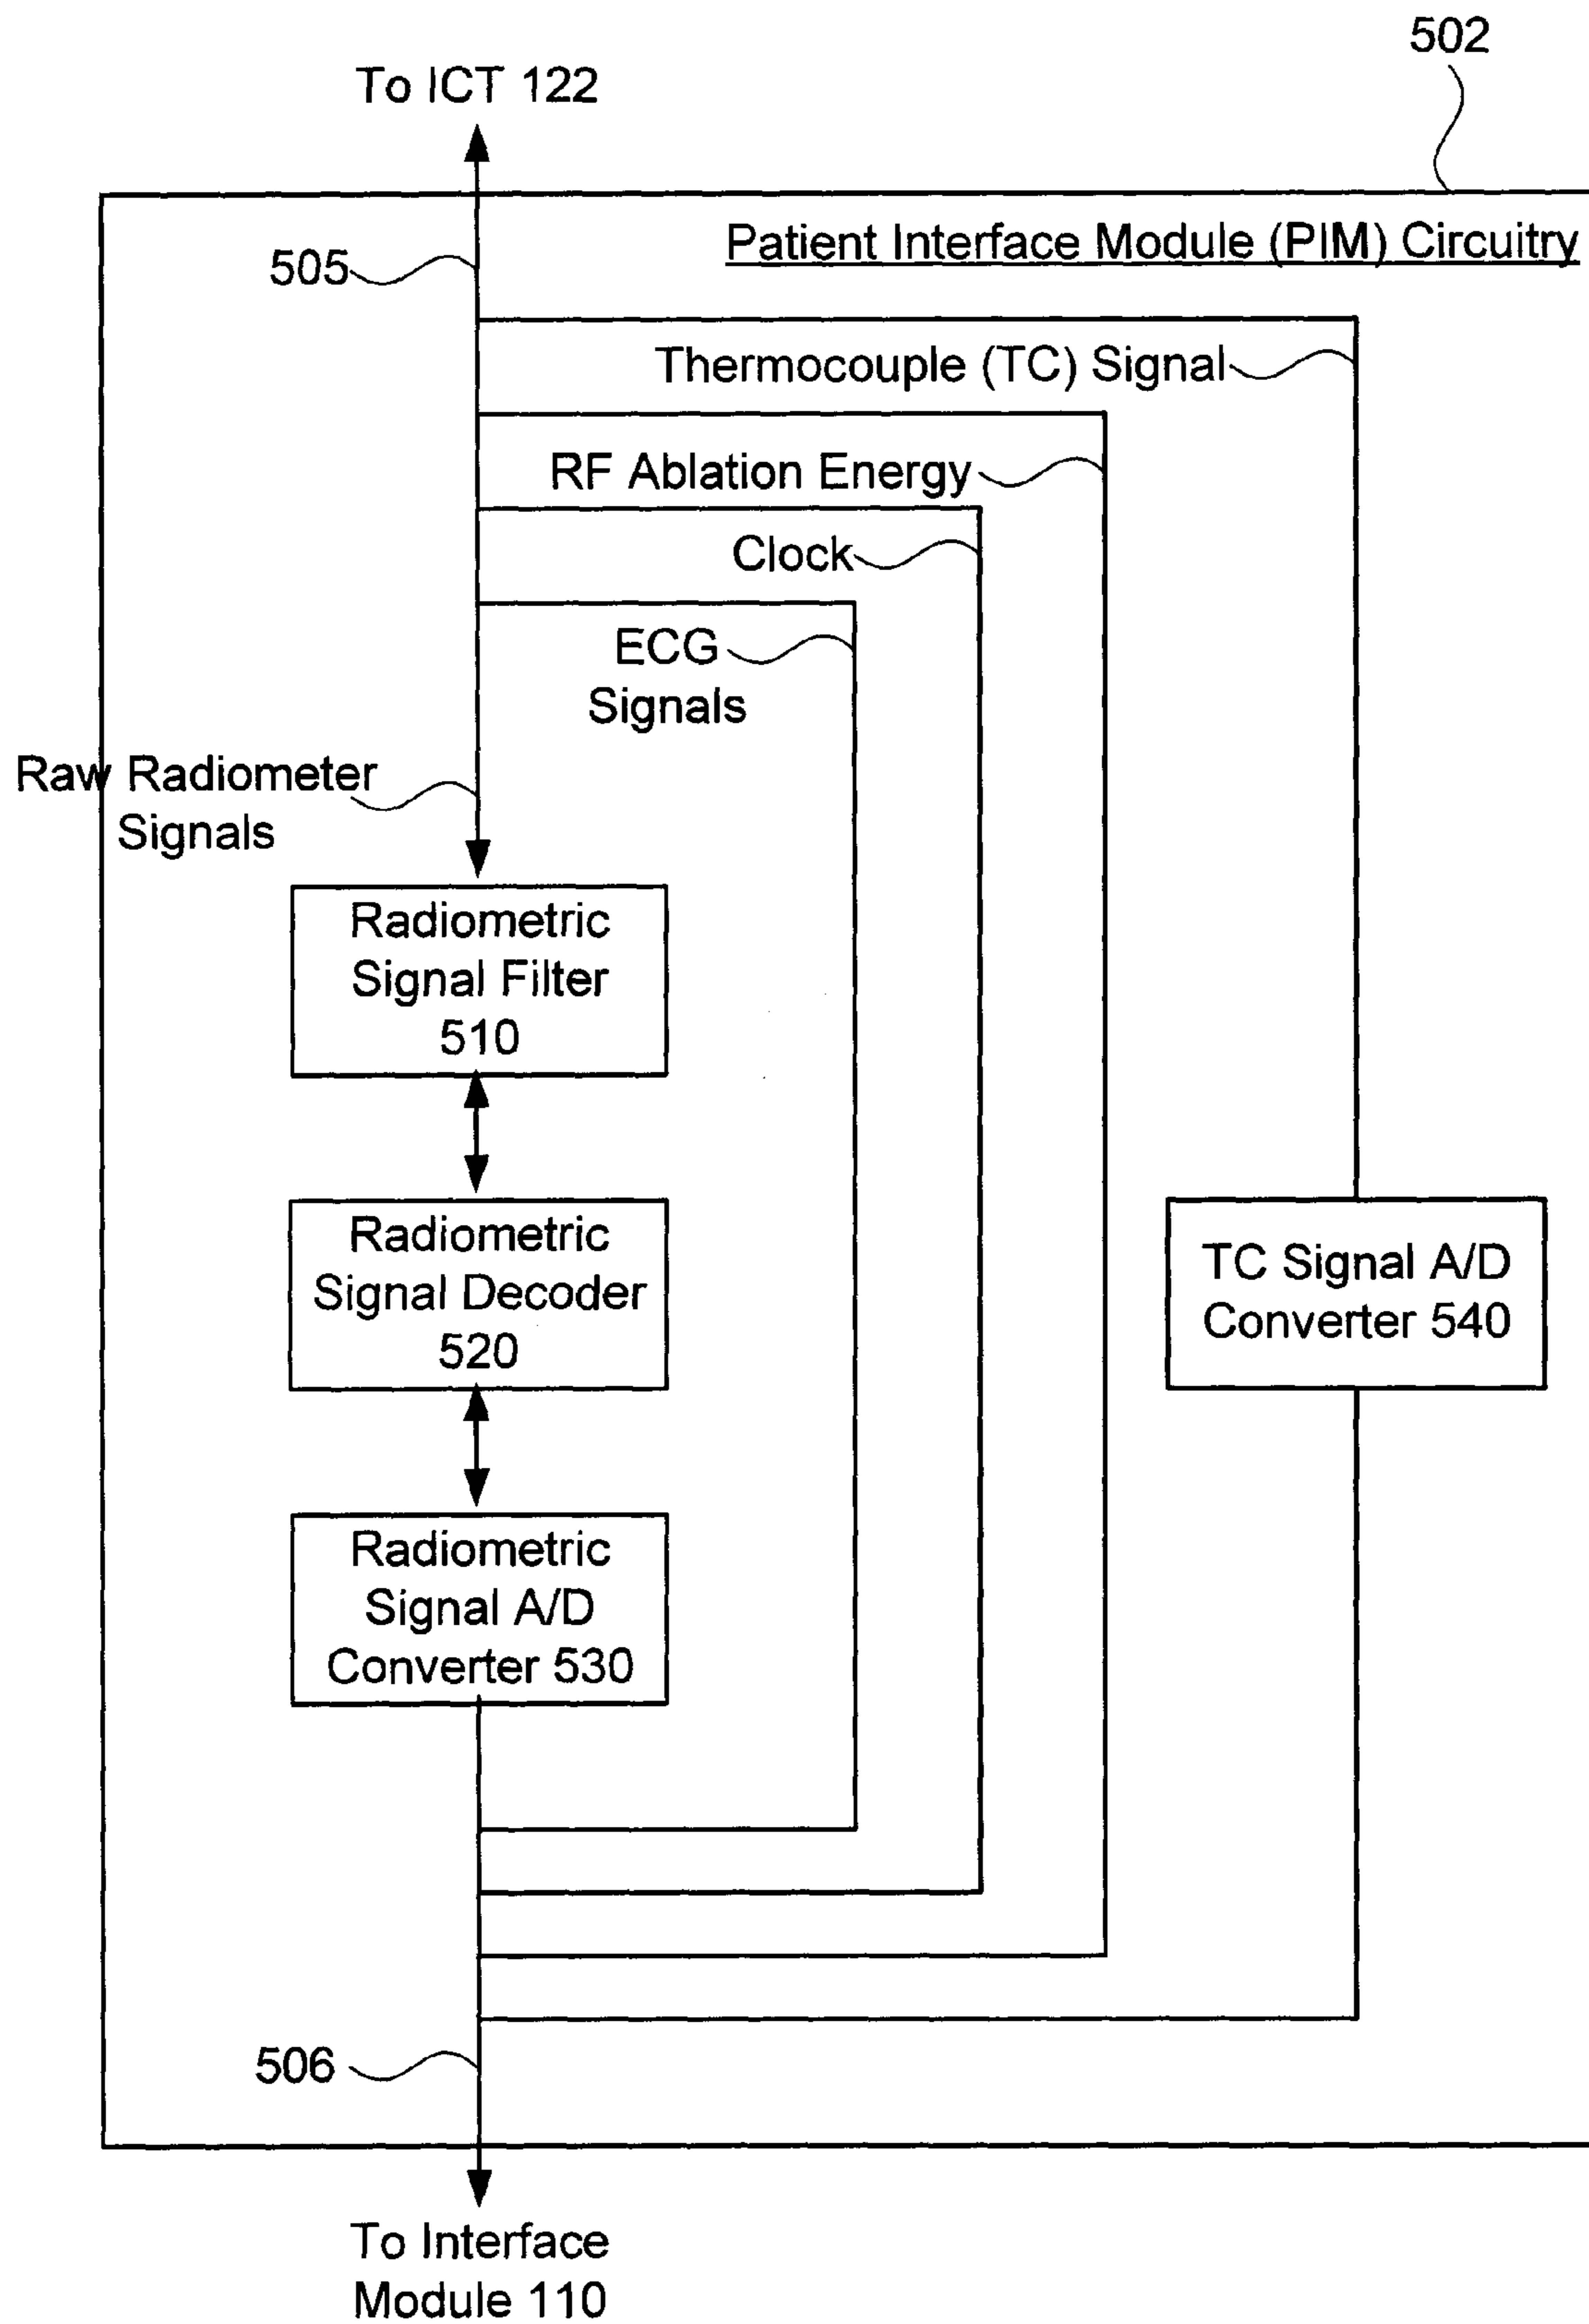 502
To ICT 122
Patient Interface Module (PIM) Circuitry
505
Thermocouple (TC) Signal
RF Ablation Energy
Clock
ECG
Signals
Raw Radiometer
Signals
Radiometric
Signal Filter
510
Radiometric
Signal Decoder
520
TC Signal A/D
Converter 540
Radiometric
Signal A/D
Converter 530
506
To Interface
Module 110